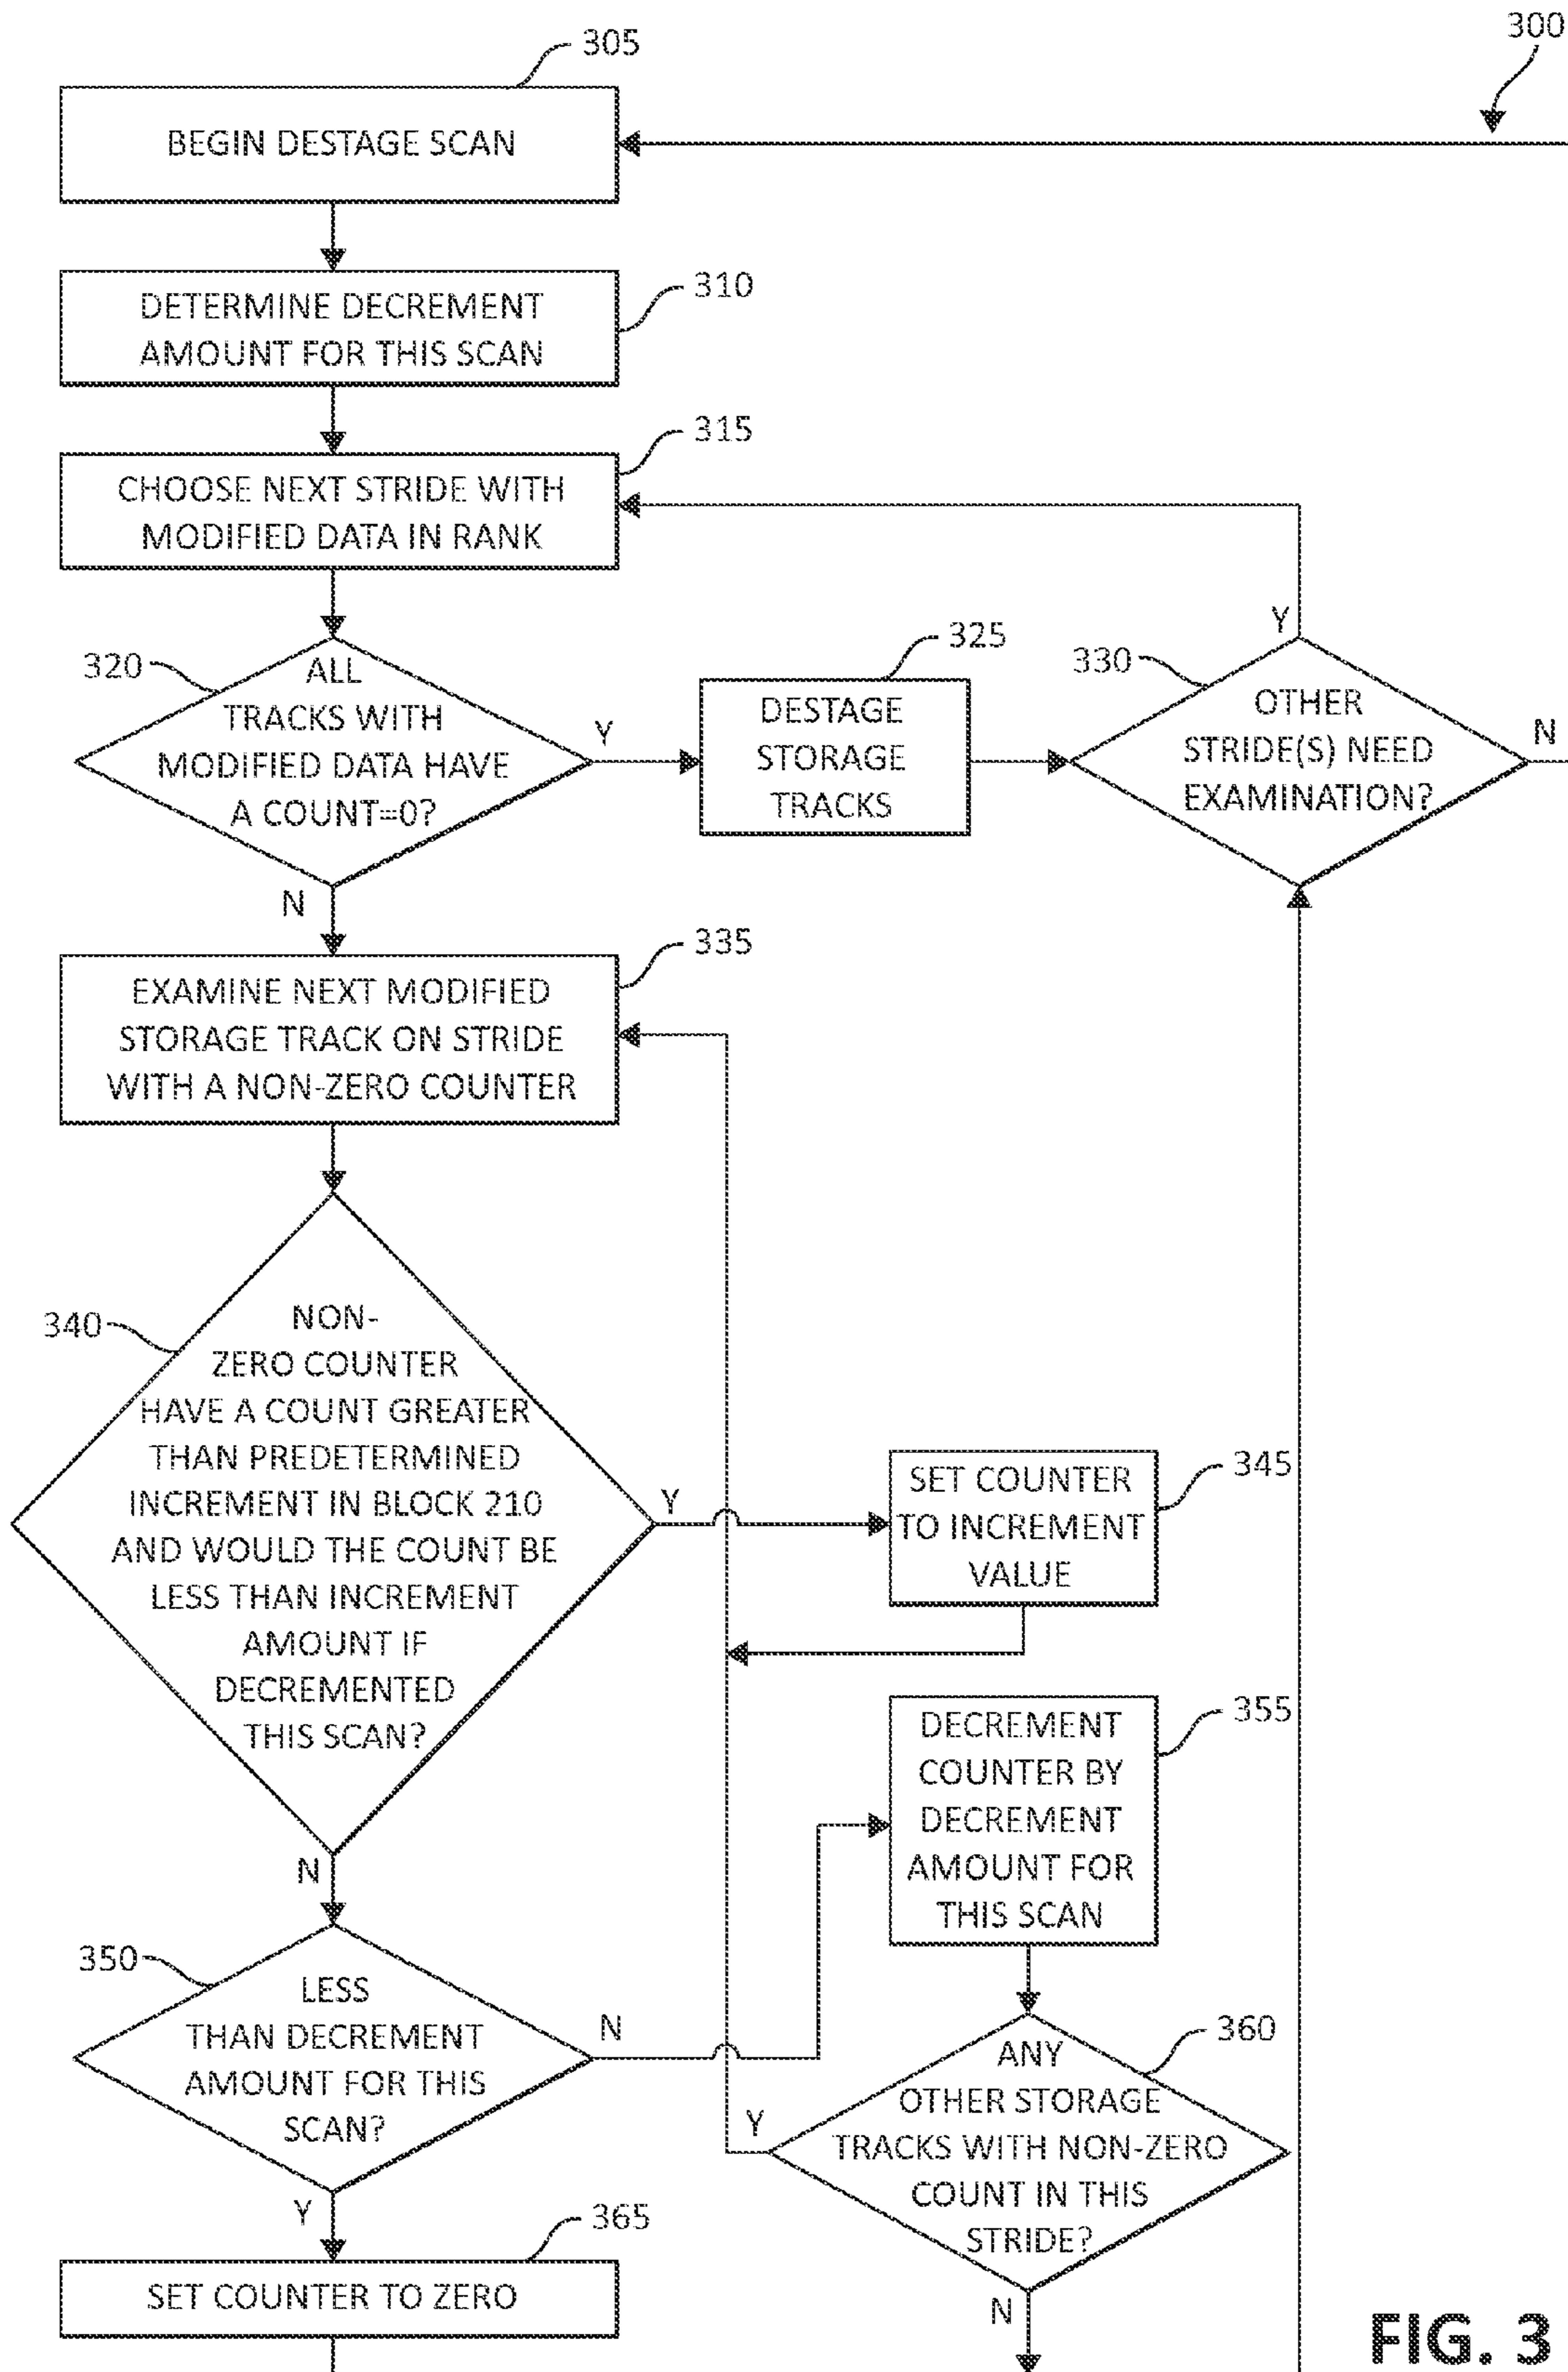 300
305
BEGIN DESTAGE SCAN
310
DETERMINE DECREMENT
AMOUNT FOR THIS SCAN
315
CHOOSE NEXT STRIDE WITH
MODIFIED DATA IN RANK
320
ALL
TRACKS WITH
MODIFIED DATA HAVE
A COUNT=0?
Y
N
325
DESTAGE
STORAGE
TRACKS
330
OTHER
STRIDE(S) NEED
EXAMINATION?
Y
N
335
EXAMINE NEXT MODIFIED
STORAGE TRACK ON STRIDE
WITH A NON-ZERO COUNTER
340
NON-
ZERO COUNTER
HAVE A COUNT GREATER
THAN PREDETERMINED
INCREMENT IN BLOCK 210
AND WOULD THE COUNT BE
LESS THAN INCREMENT
AMOUNT IF
DECREMENTED
THIS SCAN?
Y
N
345
SET COUNTER
TO INCREMENT
VALUE
350
LESS
THAN DECREMENT
AMOUNT FOR THIS
SCAN?
N
Y
355
DECREMENT
COUNTER BY
DECREMENT
AMOUNT FOR
THIS SCAN
360
ANY
OTHER STORAGE
TRACKS WITH NON-ZERO
COUNT IN THIS
STRIDE?
Y
N
365
SET COUNTER TO ZERO
FIG. 3